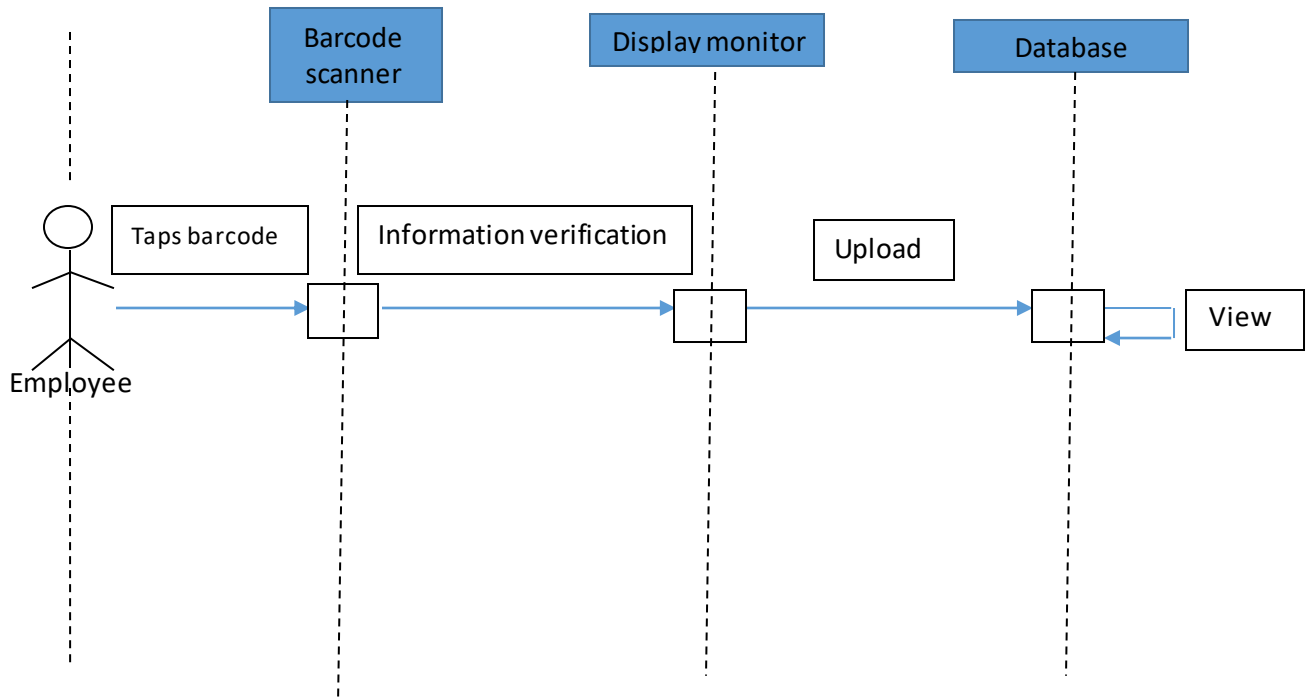 Barcode
scanner
Display monitor
Database
Taps barcode
Information verification
Upload
View
Employee